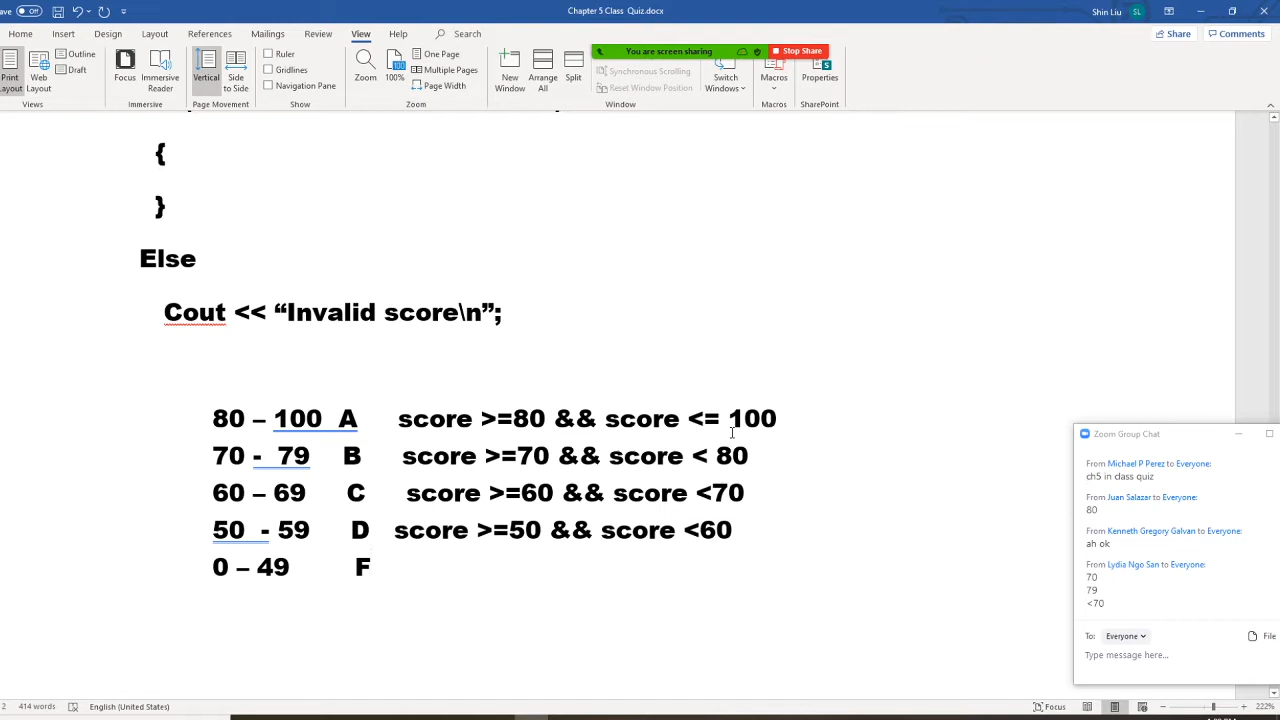 ave Off
Chapter 5 Class Quiz.docx
Shin Liu SL
Home Insert Design Layout References Mailings Review View Help Search
Share Comments
You are screen sharing Stop Share
Print Layout
Web Layout
Outline
Focus
Immersive Reader
Vertical
Side to Side
Ruler
Gridlines
Navigation Pane
Zoom
100%
One Page
Multiple Pages
Page Width
New Window
Arrange All
Split
Synchronous Scrolling
Reset Window Position
Switch Windows
Macros
Properties
Views Immersive Page Movement Show Zoom Window Macros SharePoint
{
}
Else
Cout << “Invalid score\n”;
80 – 100 A score >=80 && score <= 100
70 - 79 B score >=70 && score < 80
60 – 69 C score >=60 && score <70
50 - 59 D score >=50 && score <60
0 – 49 F
Zoom Group Chat
From Michael P Perez to Everyone:
ch5 in class quiz
From Juan Salazar to Everyone:
80
From Kenneth Gregory Galvan to Everyone:
ah ok
From Lydia Ngo San to Everyone:
70
79
<70
To: Everyone File
Type message here...
2 414 words English (United States) Focus 222%